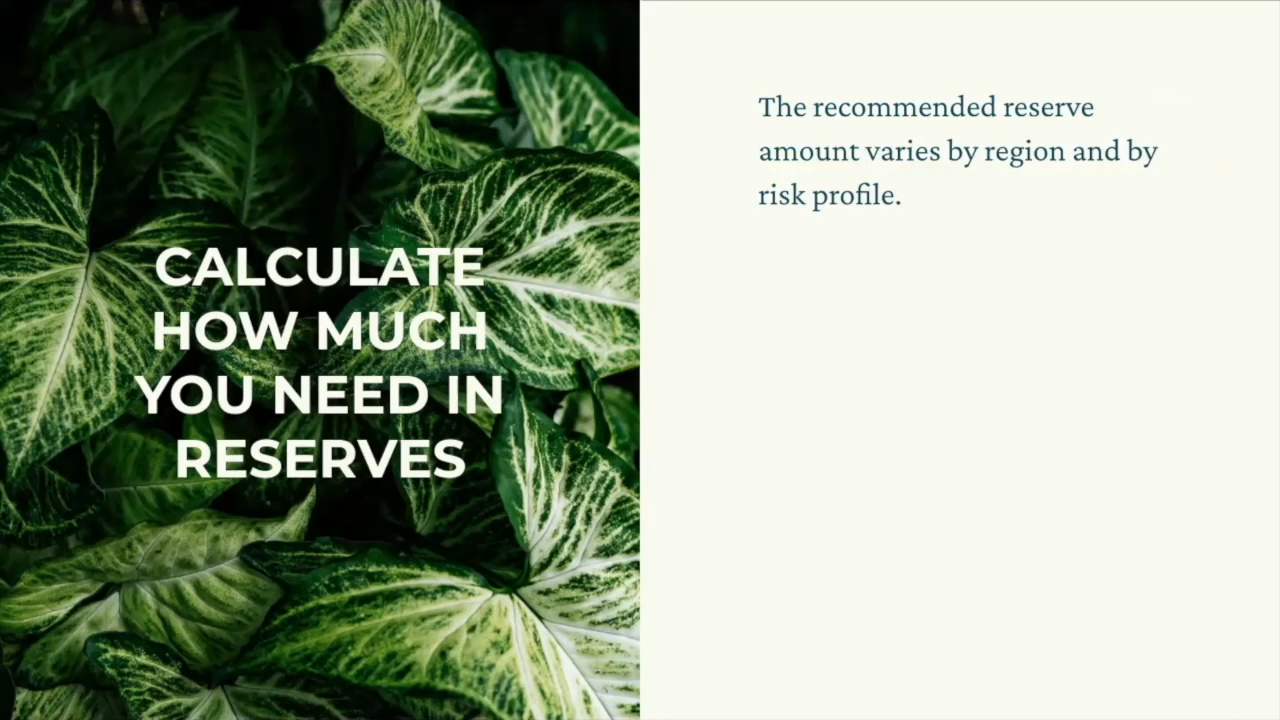 CALCULATE
HOW MUCH
YOU NEED IN
RESERVES
The recommended reserve
amount varies by region and by
risk profile.